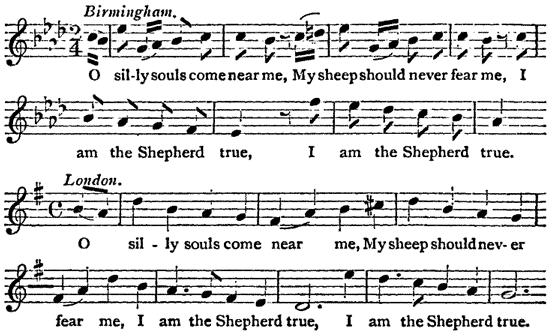 Birmingham.
2
4
O sil-ly souls come near me, My sheep should never fear me, I
am the Shepherd true, I am the Shepherd true.
London.
O sil - ly souls come near me, My sheep should nev- er
fear me, I am the Shepherd true, I am the Shepherd true.